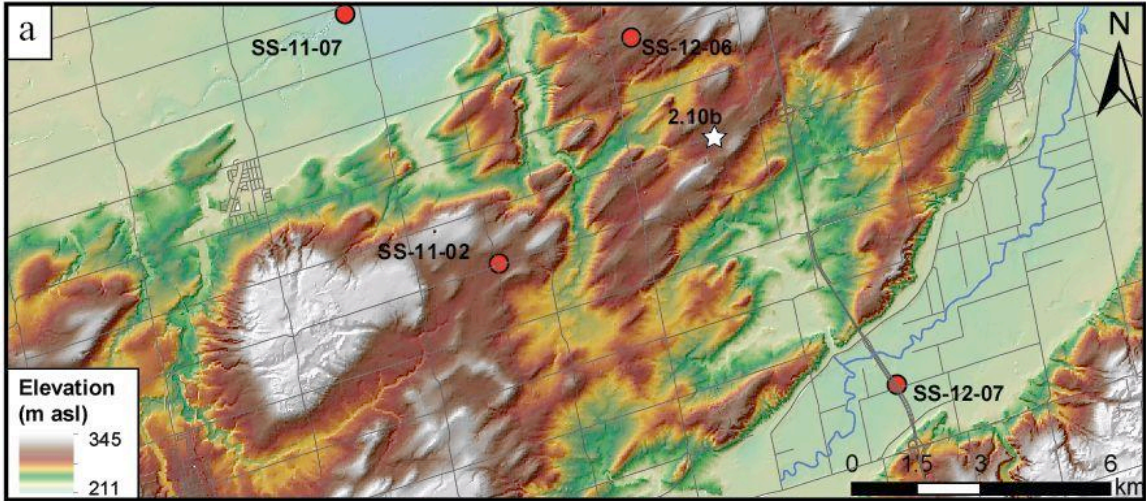 a
SS-11-07
SS-12-06
N
2.10b
SS-11-02
SS-12-07
Elevation
(m asl)
345
211
0 1.5 3 6
km